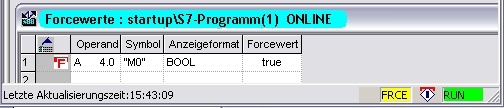 Forcewerte : startup\S7-Programm(1) ONLINE
Operand Symbol Anzeigeformat Forcewert
1 F A 4.0 "M0" BOOL true
2
Letzte Aktualisierungszeit:15:43:09 FRCE RUN